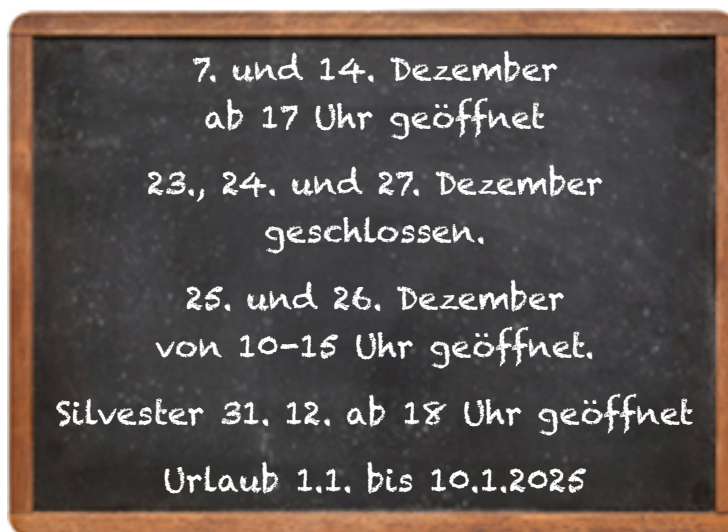 7. und 14. Dezember
ab 17 Uhr geöffnet
23., 24. und 27. Dezember
geschlossen.
25. und 26. Dezember
von 10-15 Uhr geöffnet.
Silvester 31. 12. ab 18 Uhr geöffnet
Urlaub 1.1. bis 10.1.2025